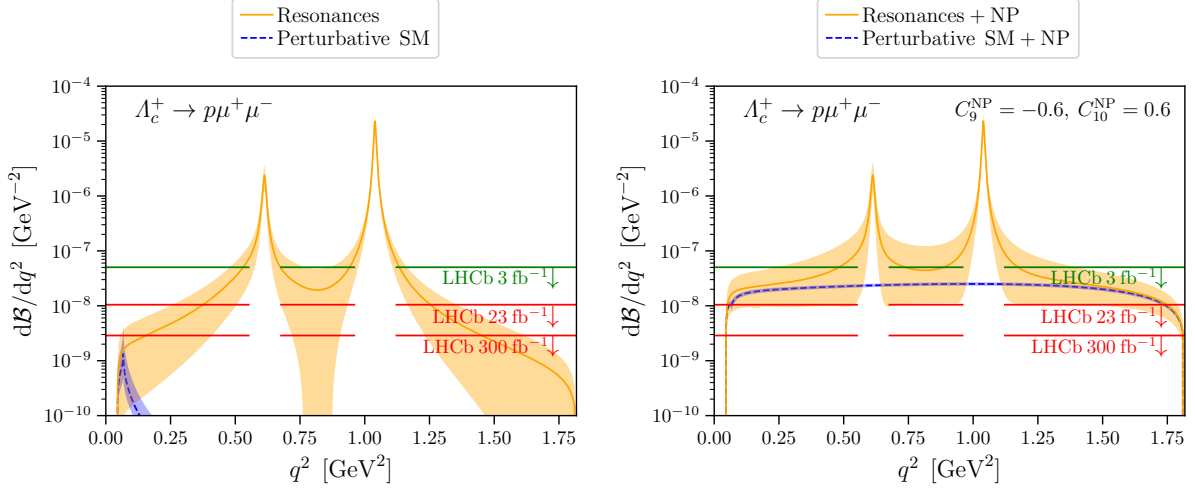 Resonances
Perturbative SM
Λc+ → pμ+μ−
10−4
10−5
10−6
10−7
10−8
10−9
10−10
dB/dq2 [GeV−2]
LHCb 3 fb−1
LHCb 23 fb−1
LHCb 300 fb−1
0.00 0.25 0.50 0.75 1.00 1.25 1.50 1.75
q2 [GeV2]
Resonances + NP
Perturbative SM + NP
Λc+ → pμ+μ− C9NP = −0.6, C10NP = 0.6
10−4
10−5
10−6
10−7
10−8
10−9
10−10
dB/dq2 [GeV−2]
LHCb 3 fb−1
LHCb 23 fb−1
LHCb 300 fb−1
0.00 0.25 0.50 0.75 1.00 1.25 1.50 1.75
q2 [GeV2]